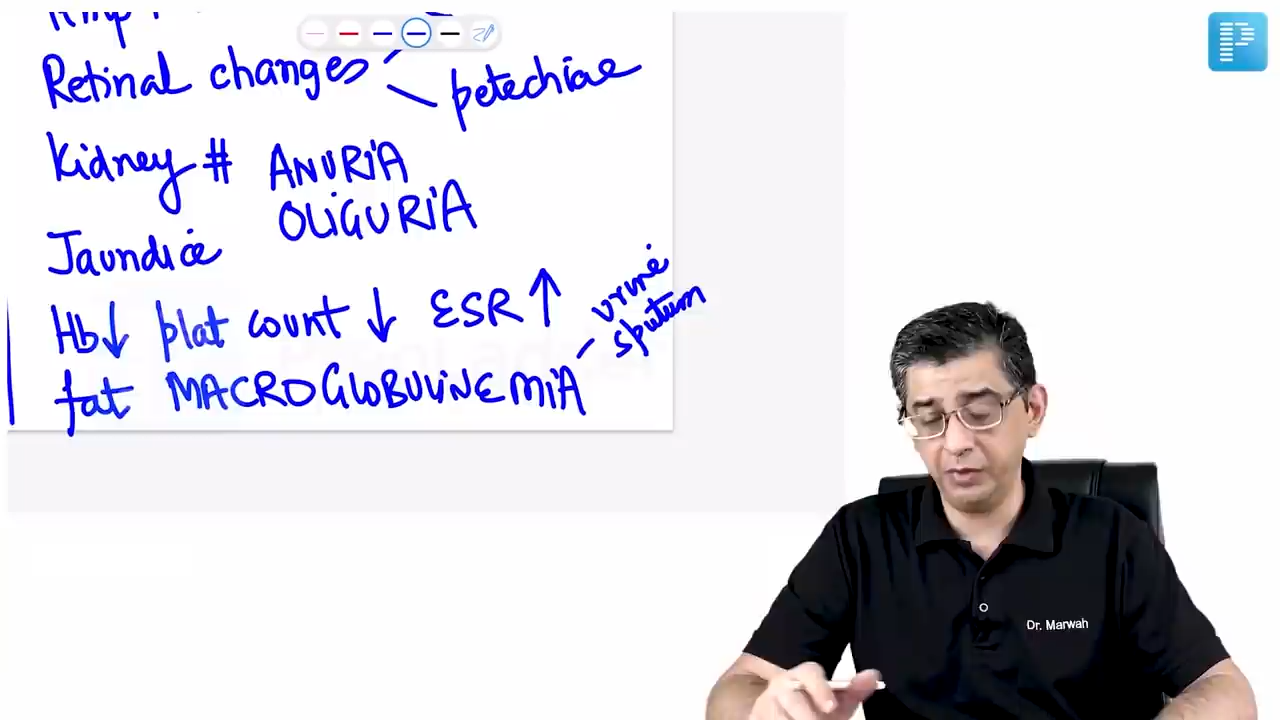 Retinal changes
petechiae
Kidney # ANURIA
OLIGURIA
Jaundice
Hb↓ plat count ↓ ESR ↑
urine
sputum
fat MACROGLOBULINEMIA
Dr. Marwah